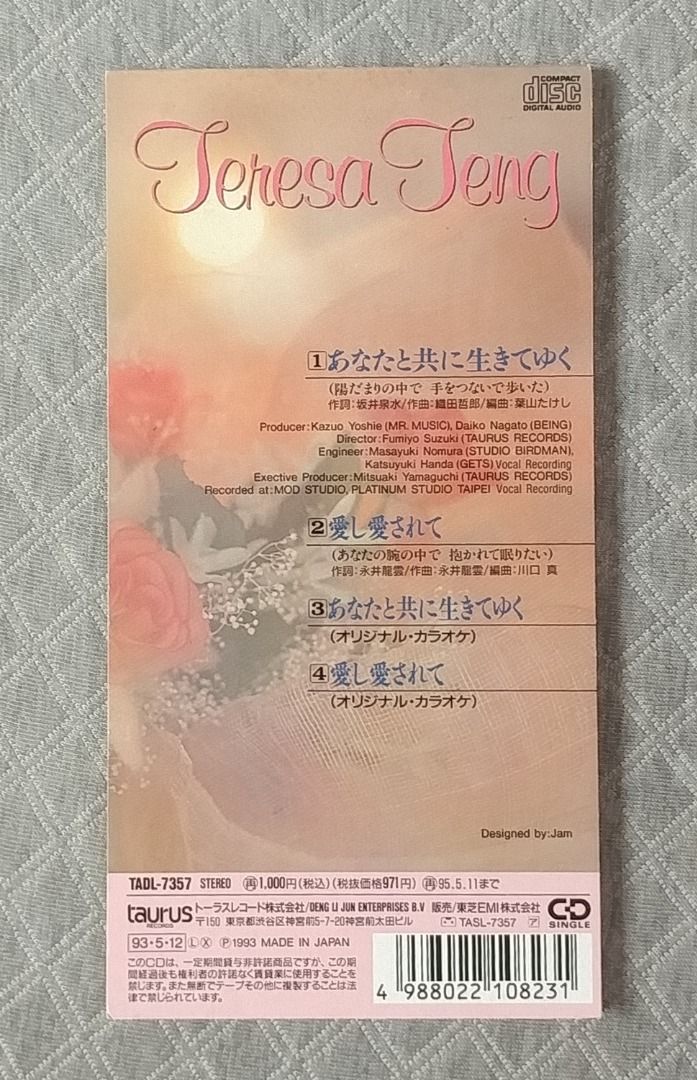 COMPACT
disc
DIGITAL AUDIO
Teresa Teng
1 あなたと共に生きてゆく
(陽だまりの中で 手をつないで歩いた)
作詞:坂井泉水/作曲:織田哲郎/編曲:葉山たけし
Producer:Kazuo Yoshie(MR. MUSIC), Daiko Nagato(BEING)
Director:Fumiyo Suzuki(TAURUS RECORDS)
Engineer:Masayuki Nomura(STUDIO BIRDMAN),
Katsuyuki Handa(GETS) Vocal Recording
Exective Producer:Mitsuaki Yamaguchi(TAURUS RECORDS)
Recorded at:MOD STUDIO, PLATINUM STUDIO TAIPEI Vocal Recording
2 愛し愛されて
(あなたの腕の中で 抱かれて眠りたい)
作詞:永井龍雲/作曲:永井龍雲/編曲:川口 真
3 あなたと共に生きてゆく
(オリジナル・カラオケ)
4 愛し愛されて
(オリジナル・カラオケ)
Designed by:Jam
TADL-7357 STEREO 再1,000円(税込)(税抜価格971円) 再95.5.11まで
taurus RECORDS トーラスレコード株式会社/DENG LI JUN ENTERPRISES B.V 販売/東芝EMI株式会社
〒150 東京都渋谷区神宮前5-7-20神宮前太田ビル TASL-7357 ア
CD SINGLE
93・5・12 L X Ⓟ1993 MADE IN JAPAN
このCDは、一定期間貸与非許諾商品ですが、この期
間経過後も権利者の許諾なく賃貸業に使用することを
禁じます。また無断でテープその他に複製することは法
律で禁じられています。
4 988022 108231